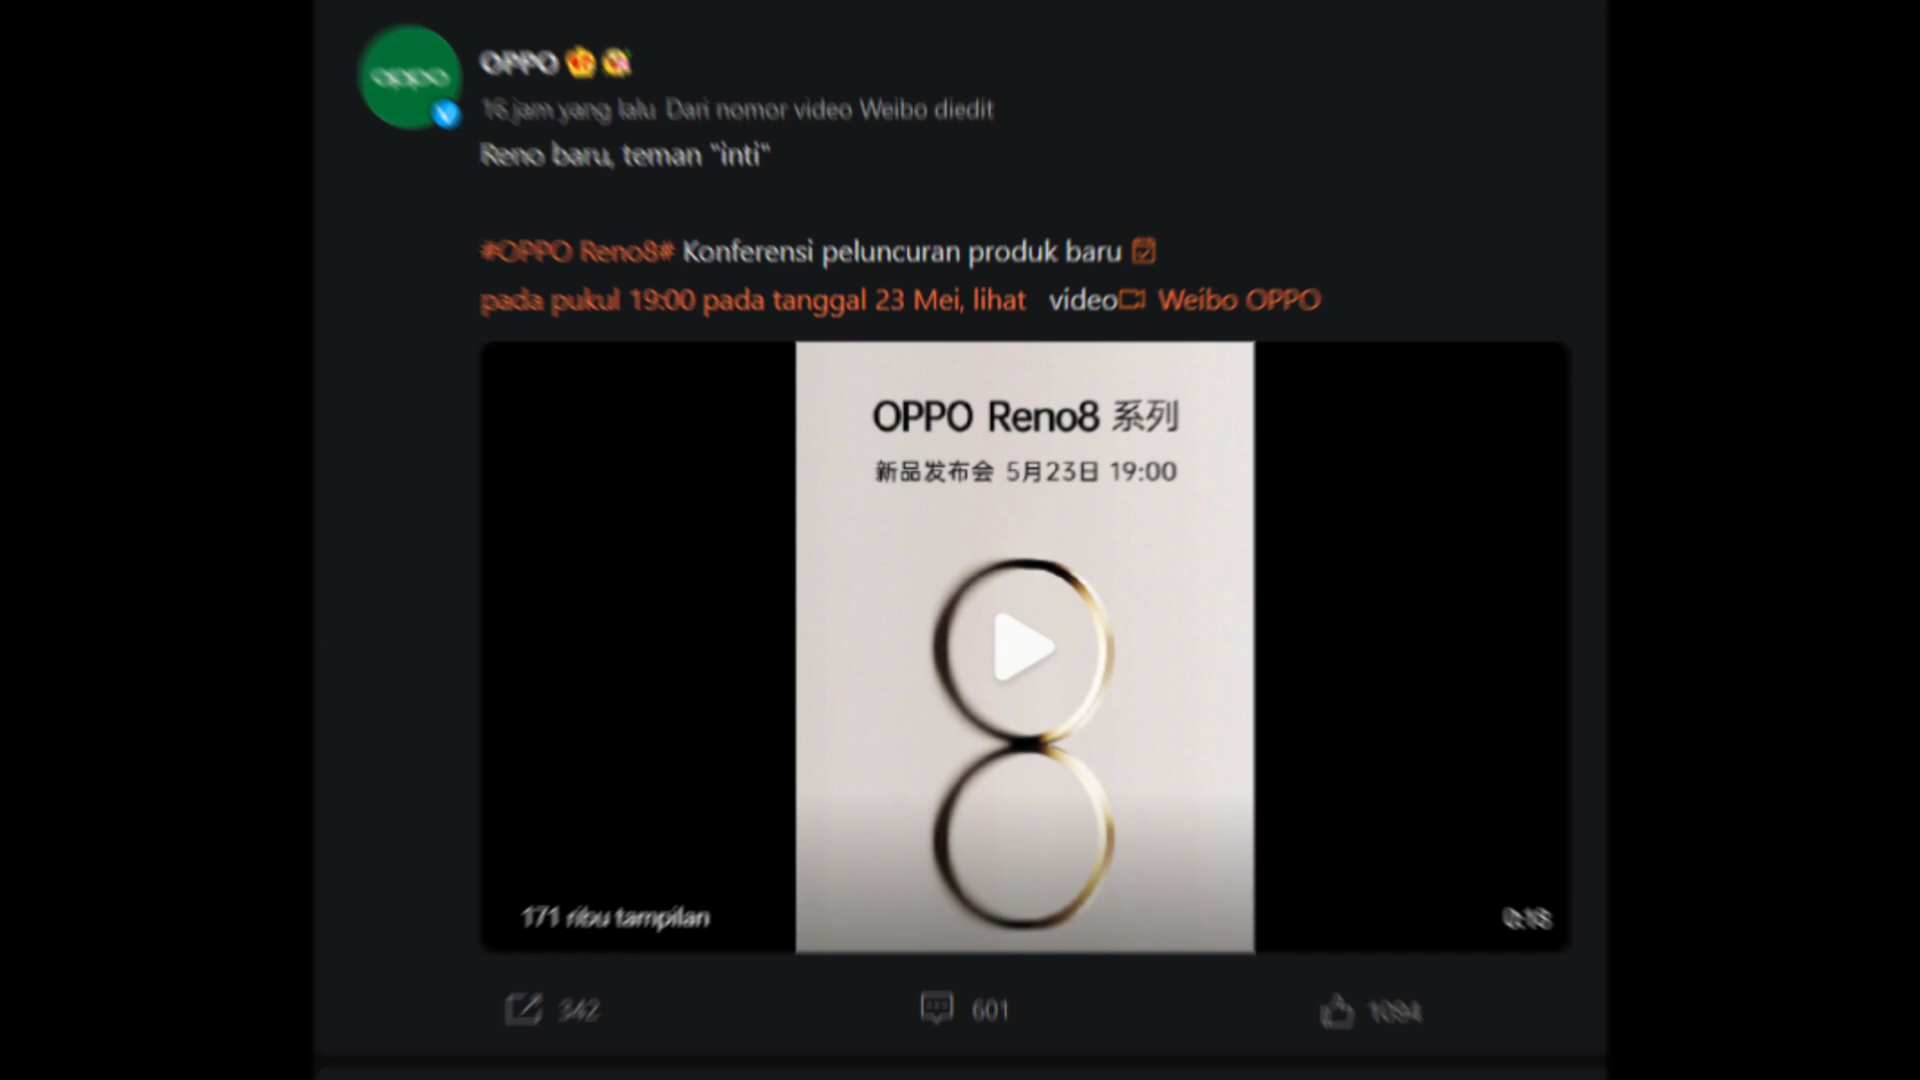 oppo
OPPO
16 jam yang lalu Dari nomor video Weibo diedit
Reno baru, teman "inti"
#OPPO Reno8# Konferensi peluncuran produk baru
pada pukul 19:00 pada tanggal 23 Mei, lihat video Weibo OPPO
OPPO Reno8 系列
新品发布会 5月23日 19:00
171 ribu tampilan
0:18
342
601
1094